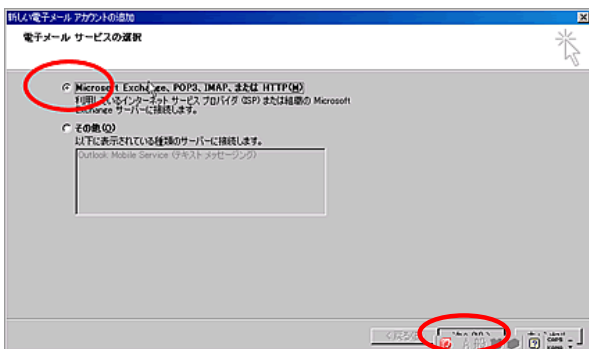 新しい電子メール アカウントの追加
電子メール サービスの選択
Microsoft Exchange、POP3、IMAP、または HTTP(M)
利用しているインターネット サービス プロバイダ (ISP) または組織の Microsoft
Exchange サーバーに接続します。
その他(O)
以下に表示されている種類のサーバーに接続します。
Outlook Mobile Service (テキスト メッセージング)
CAPS
KANA